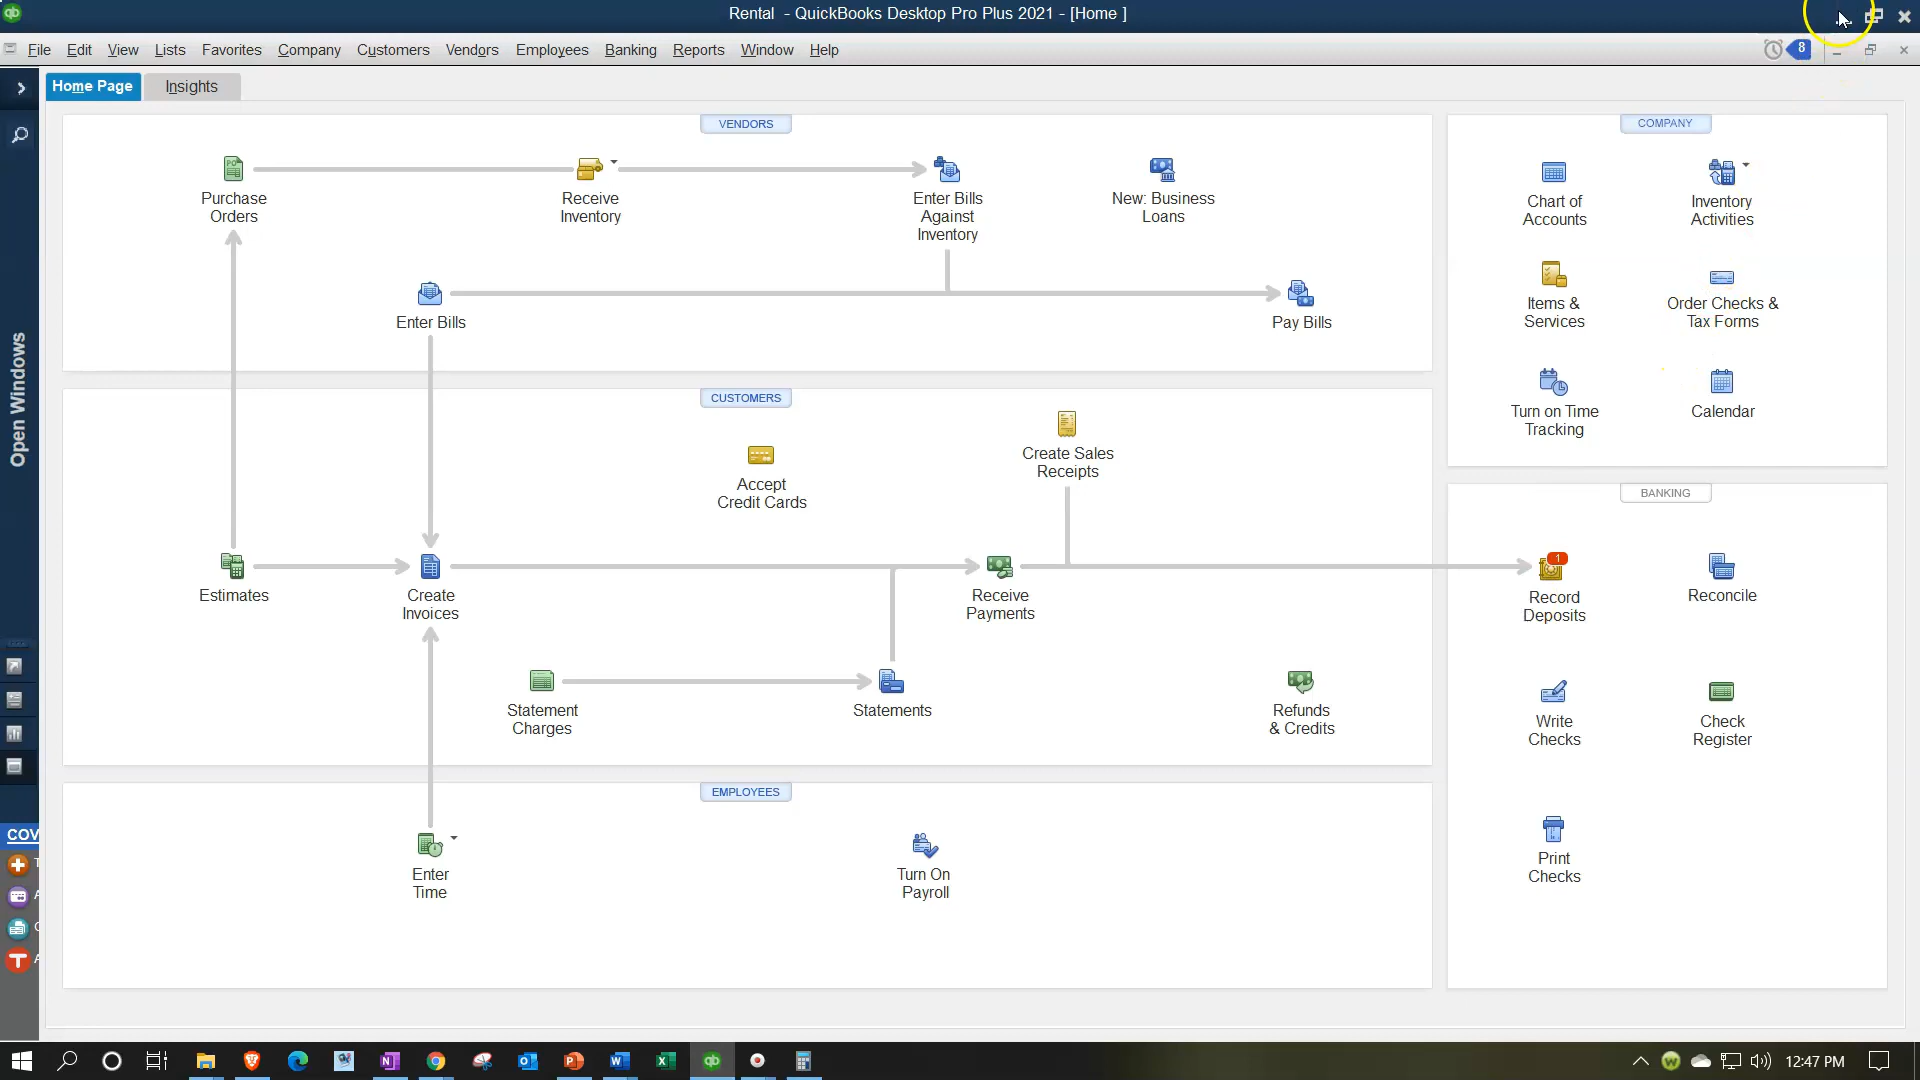 Rental - QuickBooks Desktop Pro Plus 2021 - [Home ]
File Edit View Lists Favorites Company Customers Vendors Employees Banking Reports Window Help
8
Home Page Insights
VENDORS
Purchase
Orders
Receive
Inventory
Enter Bills
Against
Inventory
New: Business
Loans
Enter Bills
Pay Bills
COMPANY
Chart of
Accounts
Inventory
Activities
Items &
Services
Order Checks &
Tax Forms
Turn on Time
Tracking
Calendar
Open Windows
CUSTOMERS
Accept
Credit Cards
Create Sales
Receipts
Estimates
Create
Invoices
Receive
Payments
Statement
Charges
Statements
Refunds
& Credits
BANKING
1
Record
Deposits
Reconcile
Write
Checks
Check
Register
Print
Checks
EMPLOYEES
Enter
Time
Turn On
Payroll
COV
12:47 PM